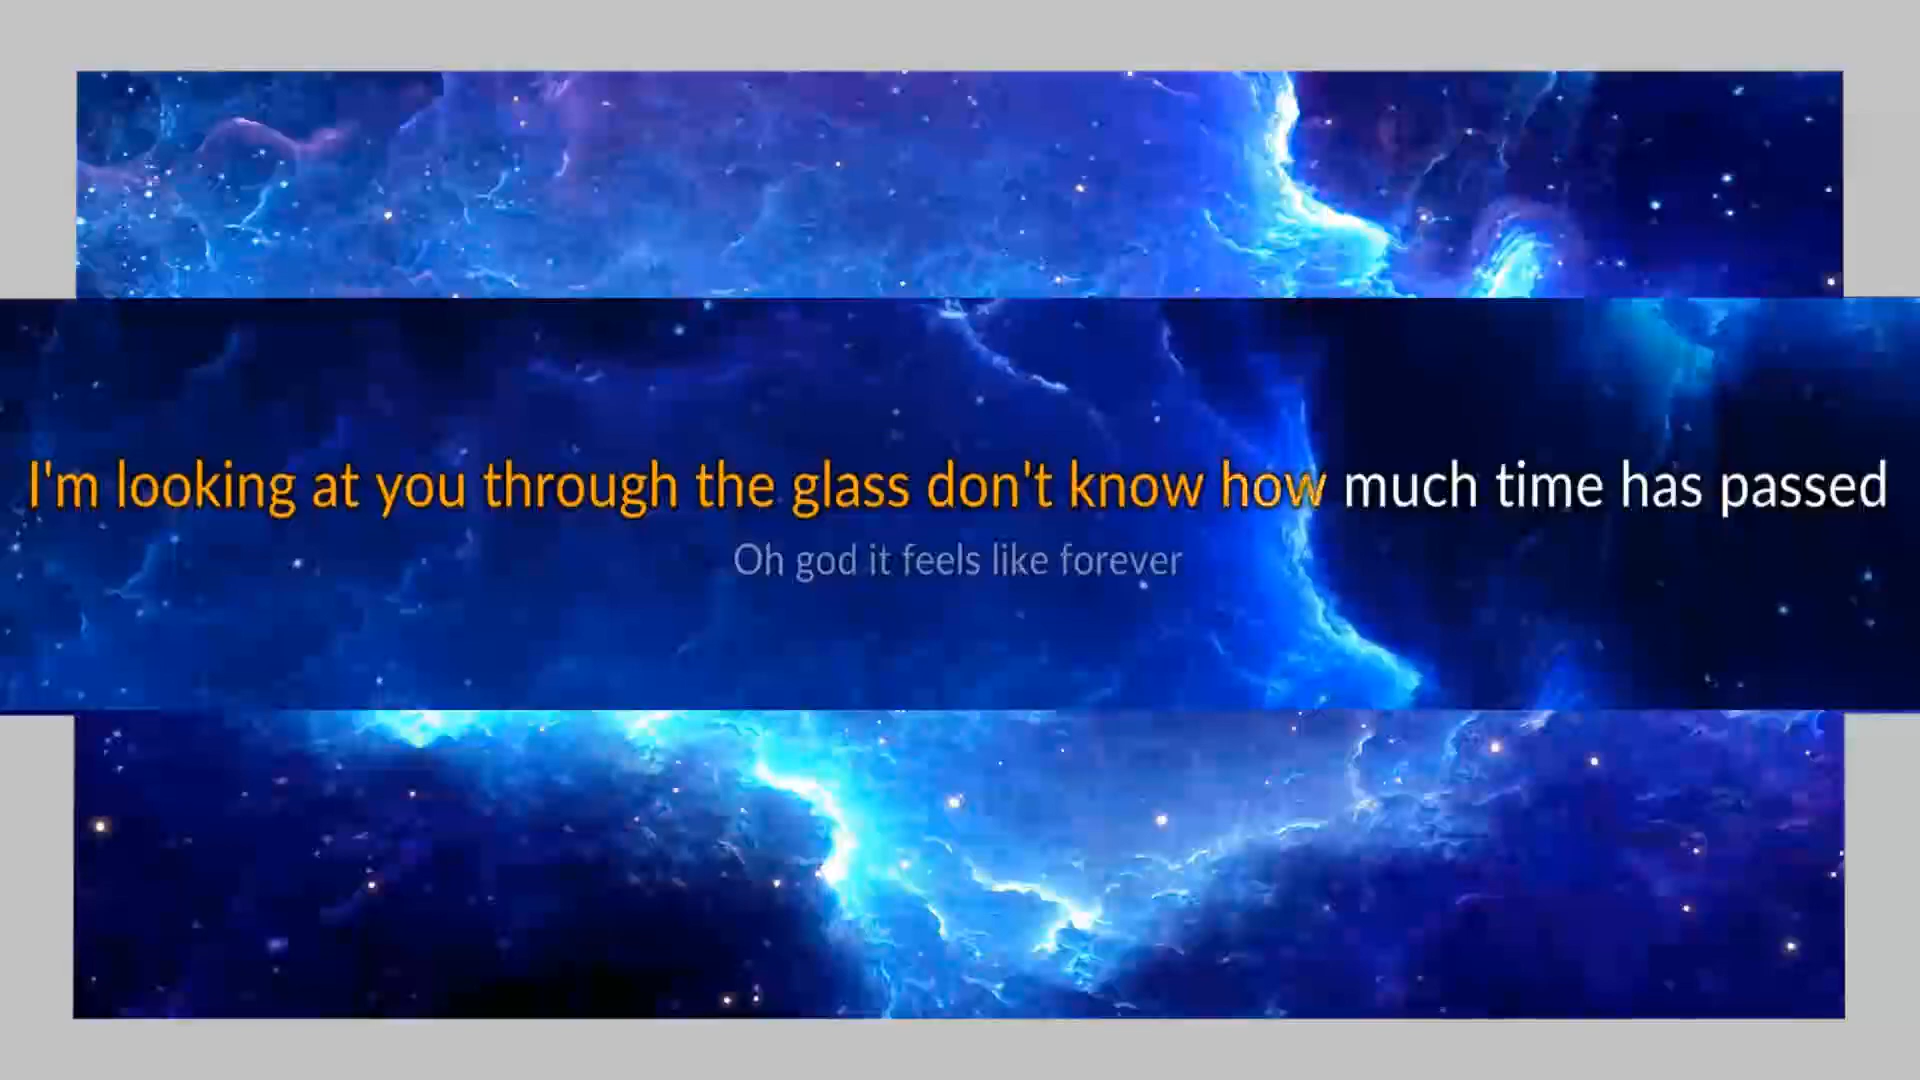 I'm looking at you through the glass don't know how much time has passed
Oh god it feels like forever